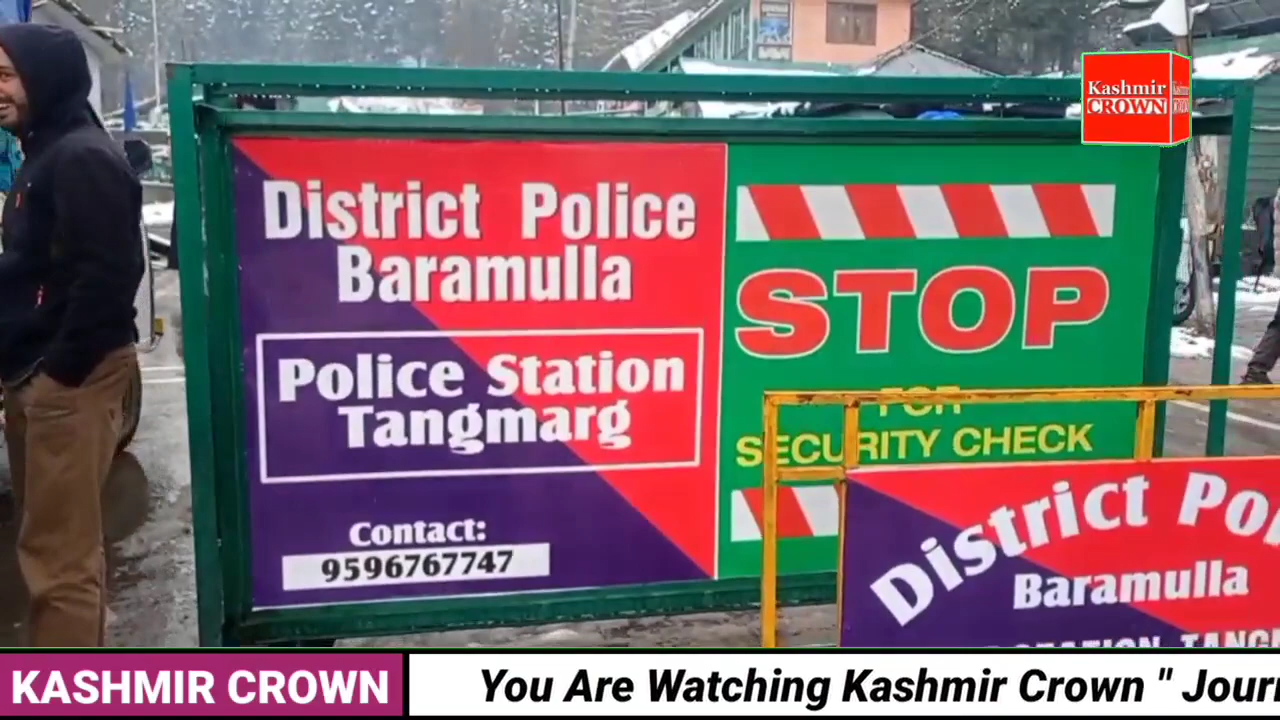 Kashmir
CROWN
District Police
Baramulla
Police Station
Tangmarg
Contact:
9596767747
STOP
FOR
SECURITY CHECK
District Po
Baramulla
KASHMIR CROWN
You Are Watching Kashmir Crown " Jour